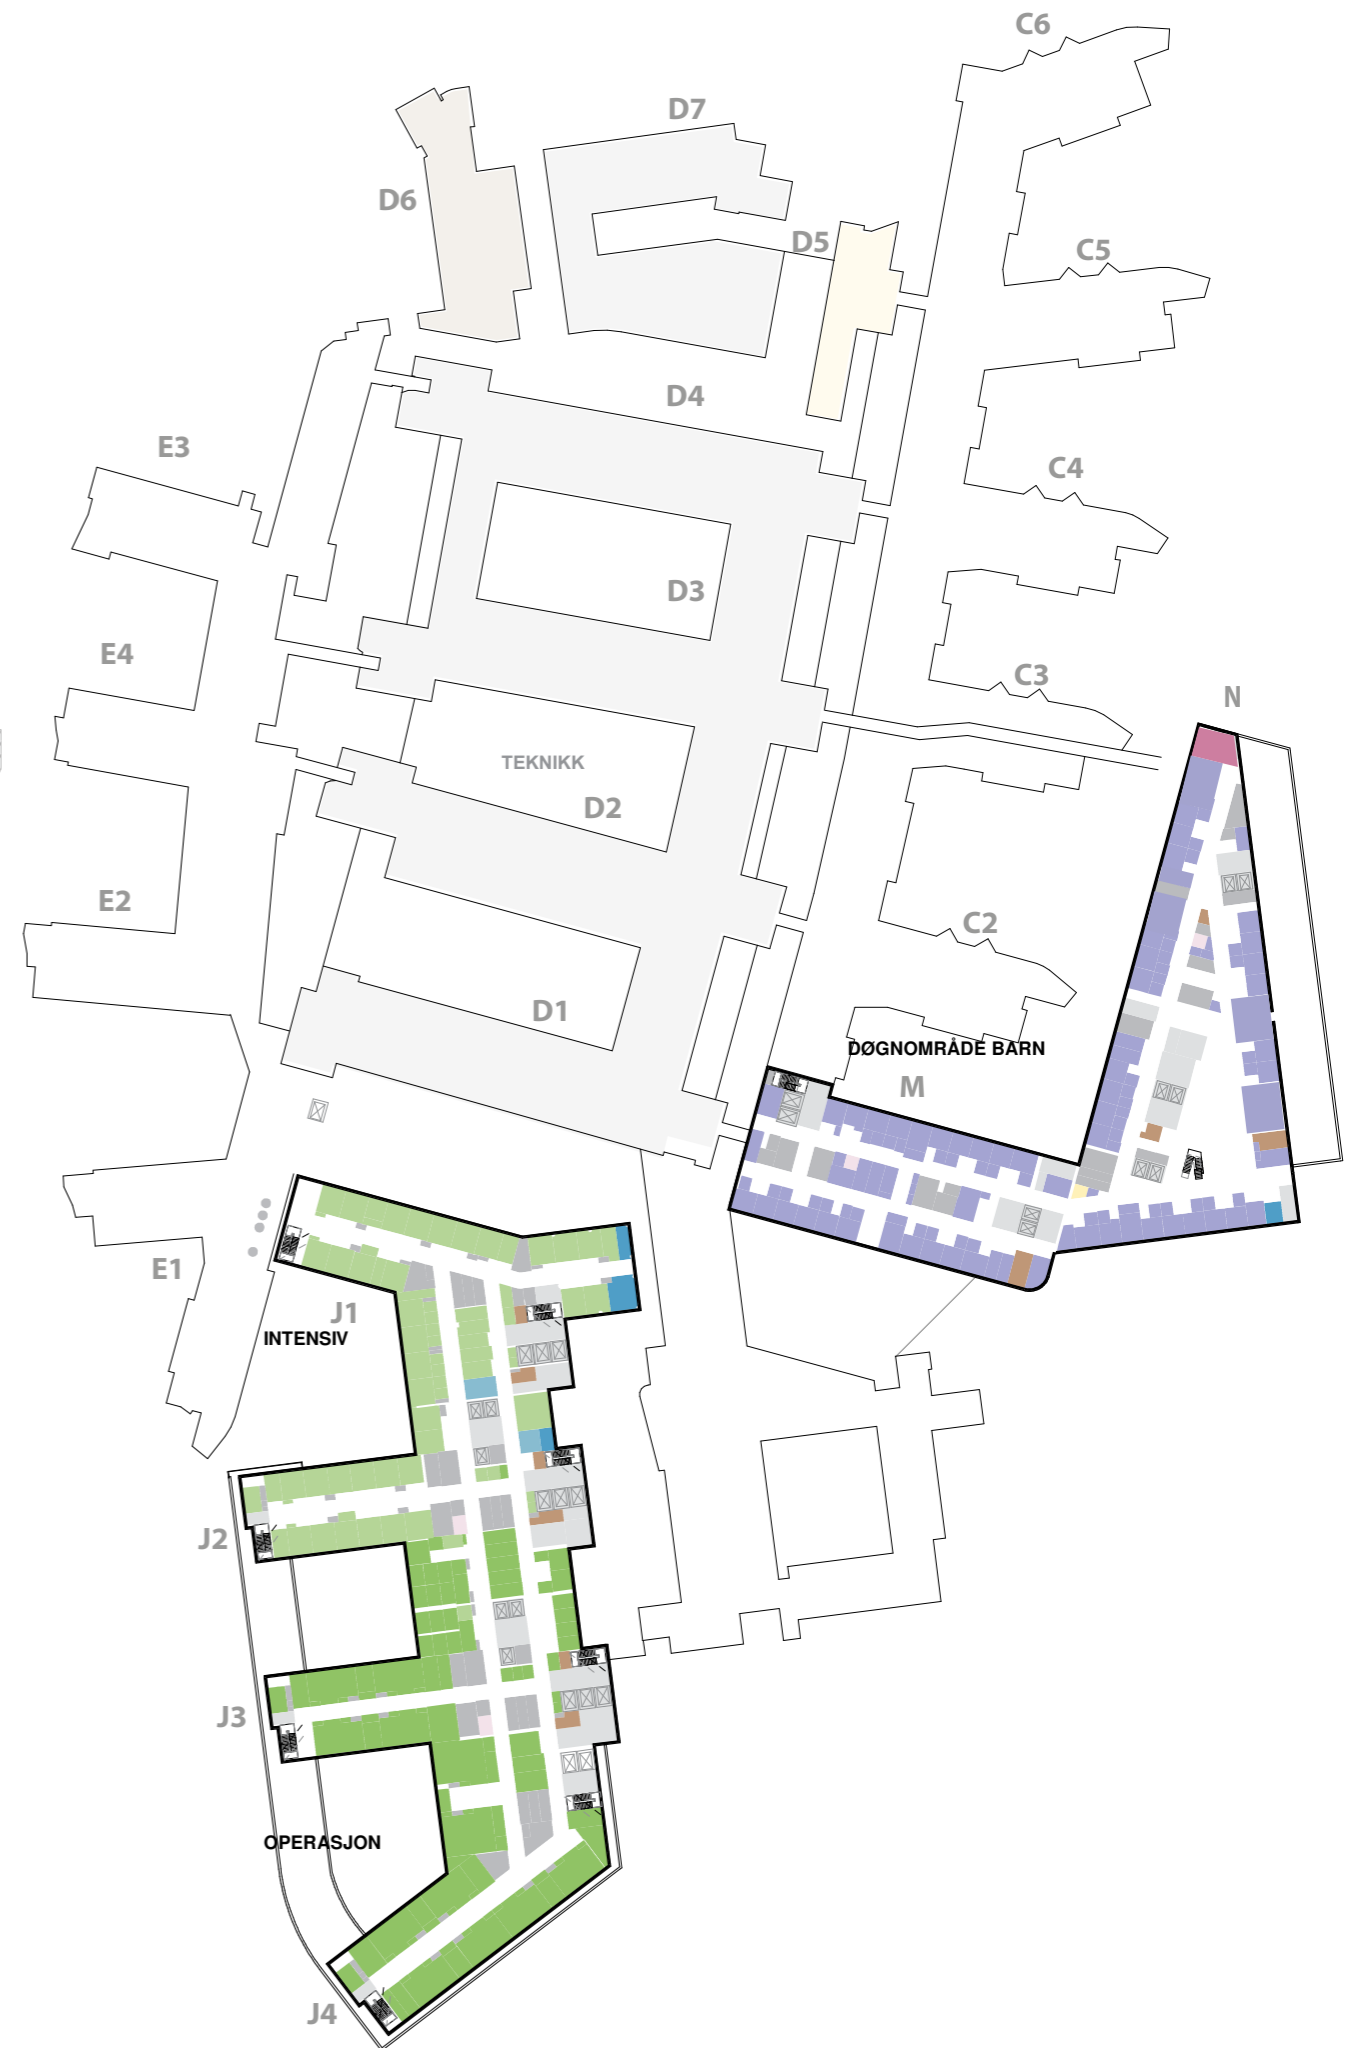 C6
D7
D6
D5
C5
D4
E3
C4
D3
E4
C3
N
TEKNIKK
D2
E2
C2
D1
DØGNOMRÅDE BARN
M
E1
J1
INTENSIV
J2
J3
OPERASJON
J4